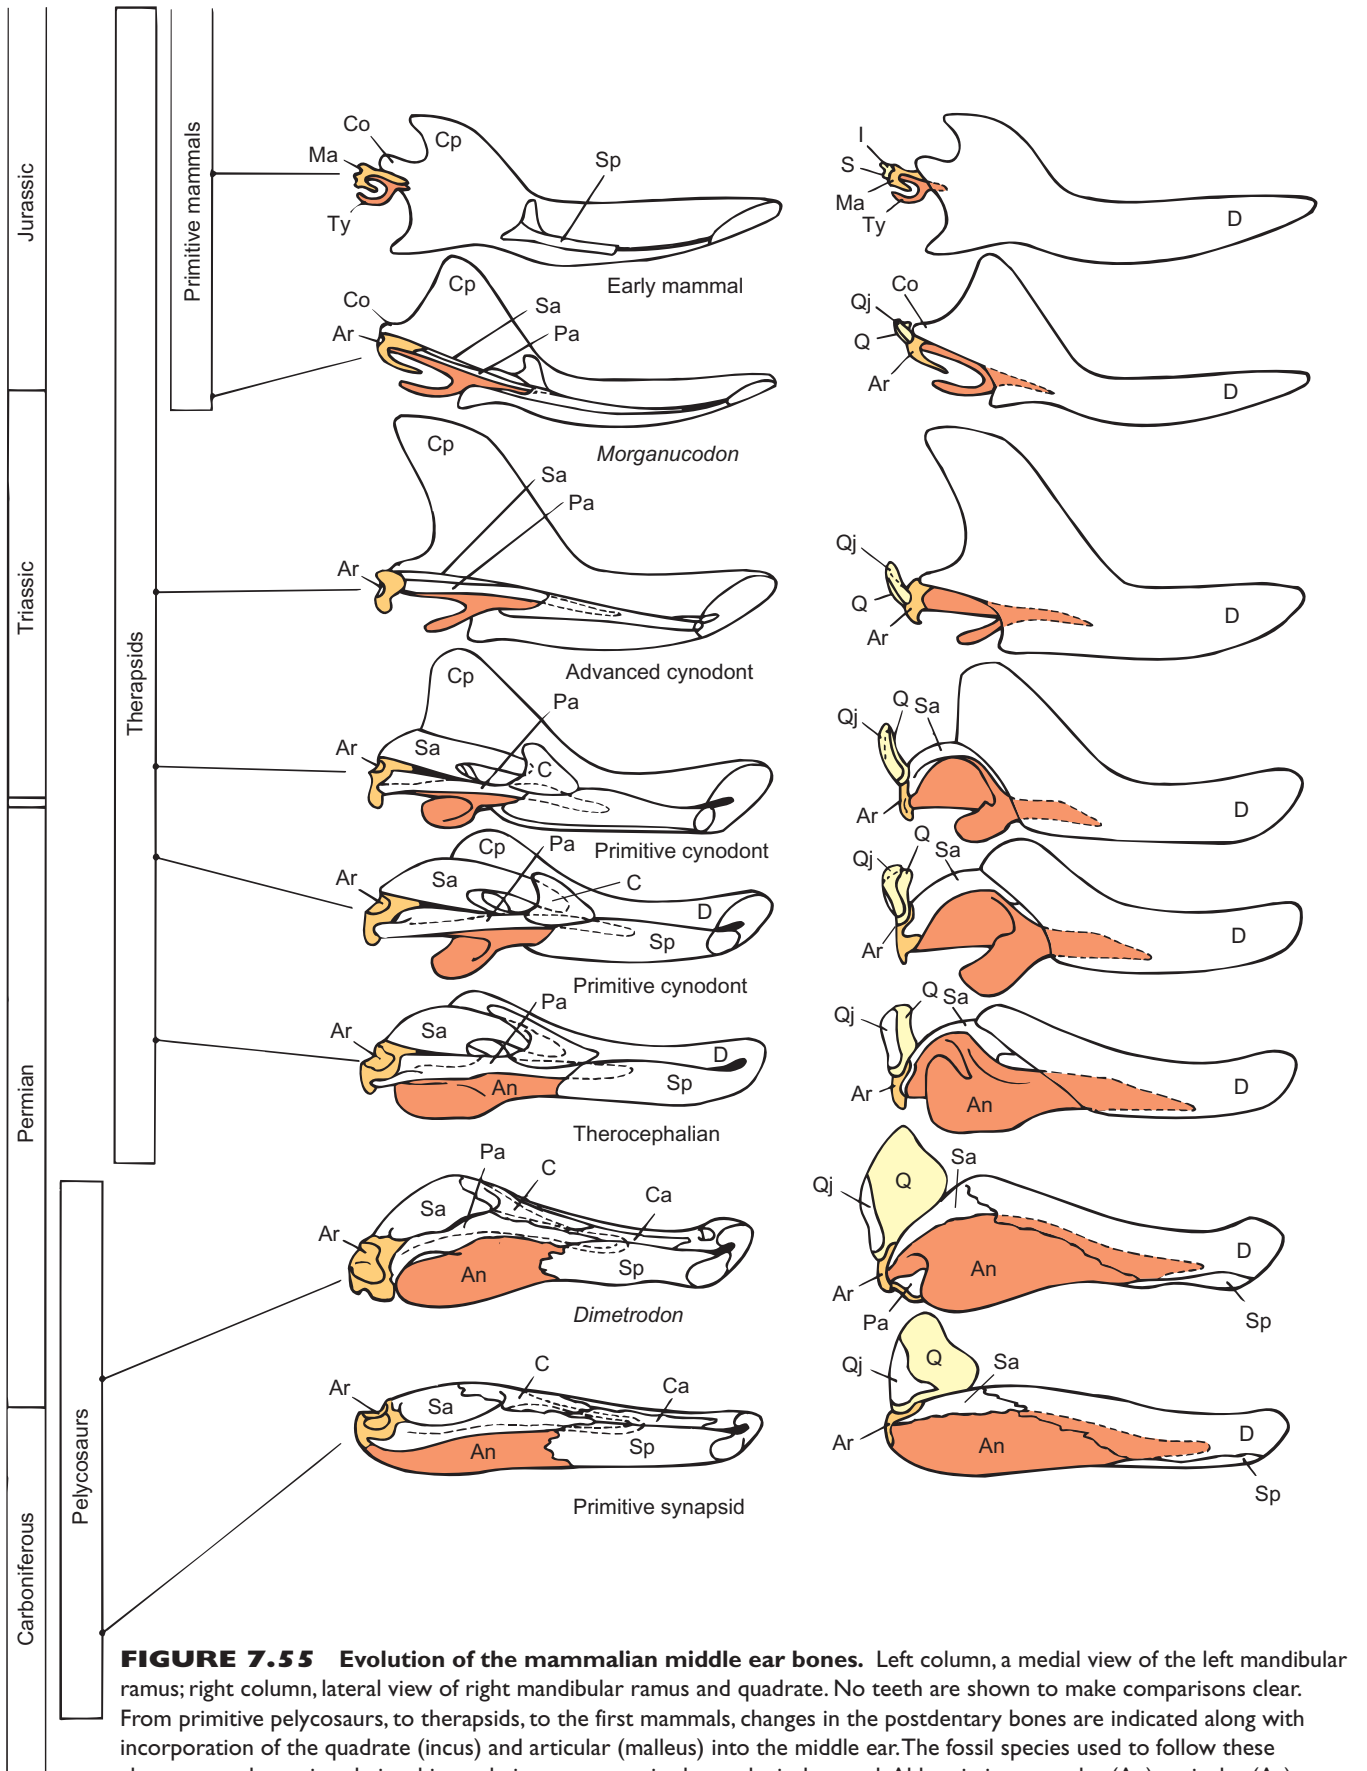 Jurassic
Triassic
Permian
Carboniferous
Primitive mammals
Therapsids
Pelycosaurs
Co
Cp
Ma
Sp
Ty
I
S
Ma
Ty
D
Early mammal
Co
Cp
Sa
Ar
Pa
Qj
Co
Q
Ar
D
Morganucodon
Cp
Sa
Pa
Ar
Qj
Q
Ar
D
Advanced cynodont
Cp
Pa
Ar
Sa
C
Qj
Q
Sa
Ar
D
Primitive cynodont
Cp
Pa
Ar
Sa
C
D
Sp
Qj
Q
Sa
Ar
D
Primitive cynodont
Pa
Ar
Sa
D
An
Sp
Qj
Q
Sa
Ar
An
D
Therocephalian
Pa
C
Sa
Ca
Ar
An
Sp
Qj
Q
Sa
Ar
An
D
Pa
Sp
Dimetrodon
C
Ar
Sa
Ca
An
Sp
Qj
Q
Sa
Ar
An
D
Sp
Primitive synapsid
FIGURE 7.55 Evolution of the mammalian middle ear bones. Left column, a medial view of the left mandibular
ramus; right column, lateral view of right mandibular ramus and quadrate. No teeth are shown to make comparisons clear.
From primitive pelycosaurs, to therapsids, to the first mammals, changes in the postdentary bones are indicated along with
incorporation of the quadrate (incus) and articular (malleus) into the middle ear. The fossil species used to follow these